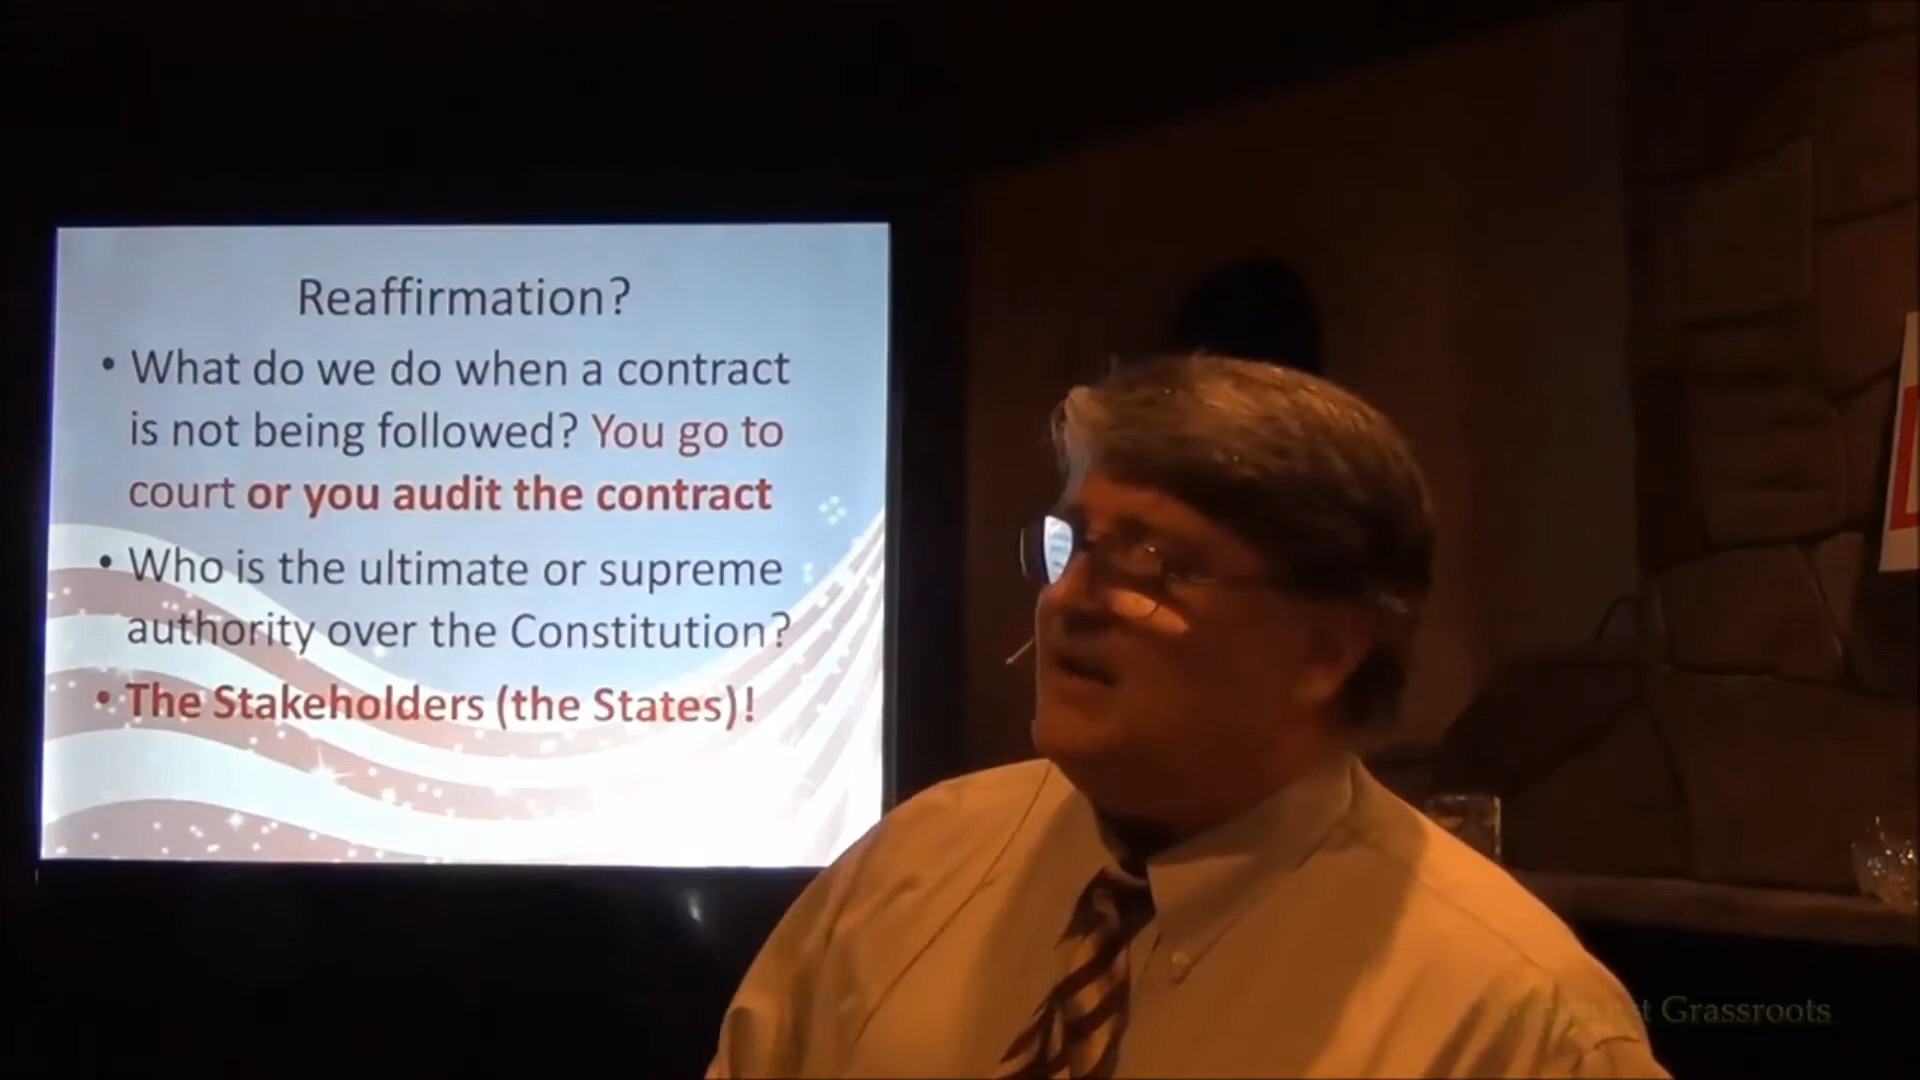 Reaffirmation?
• What do we do when a contract
is not being followed? You go to
court or you audit the contract
• Who is the ultimate or supreme
authority over the Constitution?
• The Stakeholders (the States)!
Grassroots